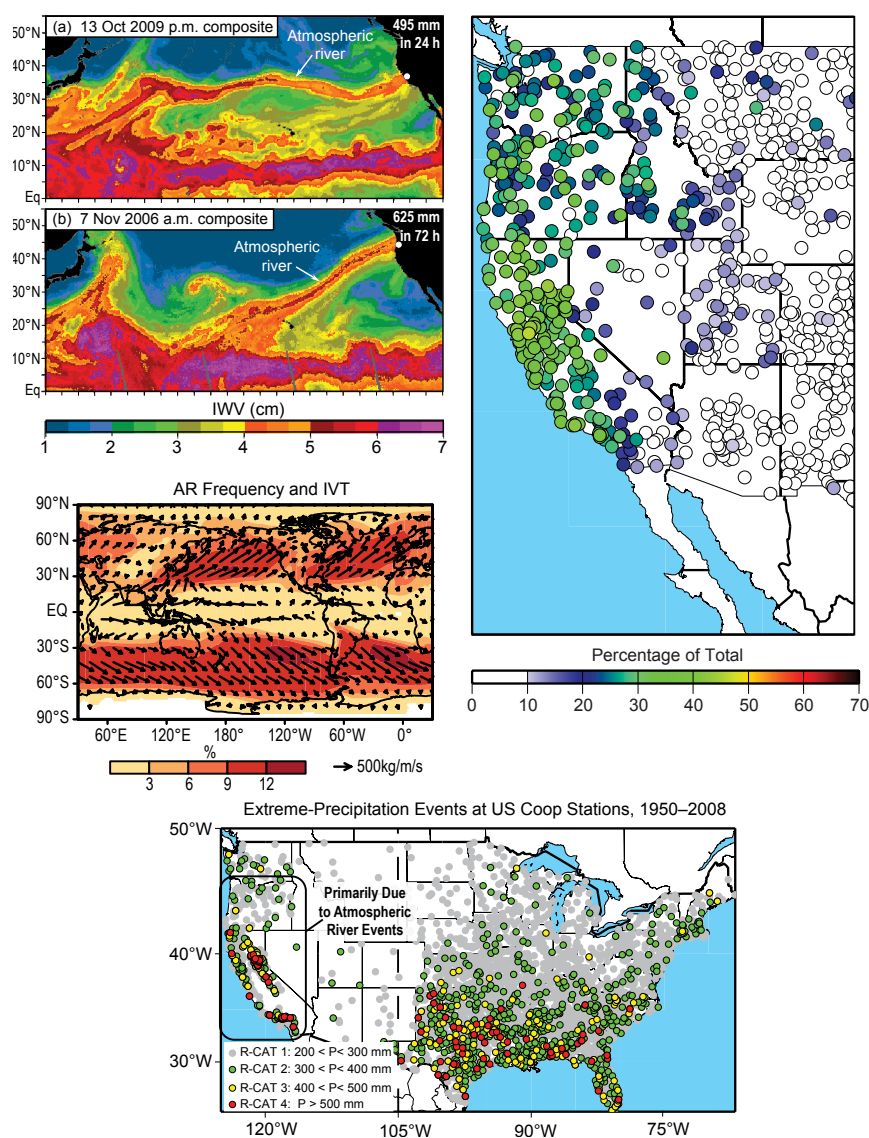 (a) 13 Oct 2009 p.m. composite
495 mm
in 24 h
Atmospheric
river
50°N
40°N
30°N
20°N
10°N
Eq
(b) 7 Nov 2006 a.m. composite
625 mm
in 72 h
Atmospheric
river
50°N
40°N
30°N
20°N
10°N
Eq
IWV (cm)
1 2 3 4 5 6 7
AR Frequency and IVT
90°N
60°N
30°N
EQ
30°S
60°S
90°S
60°E 120°E 180° 120°W 60°W 0°
%
3 6 9 12
500kg/m/s
Percentage of Total
0 10 20 30 40 50 60 70
Extreme-Precipitation Events at US Coop Stations, 1950–2008
50°W
40°W
30°W
Primarily Due
to Atmospheric
River Events
R-CAT 1: 200 < P< 300 mm
R-CAT 2: 300 < P< 400 mm
R-CAT 3: 400 < P< 500 mm
R-CAT 4: P > 500 mm
120°W 105°W 90°W 75°W